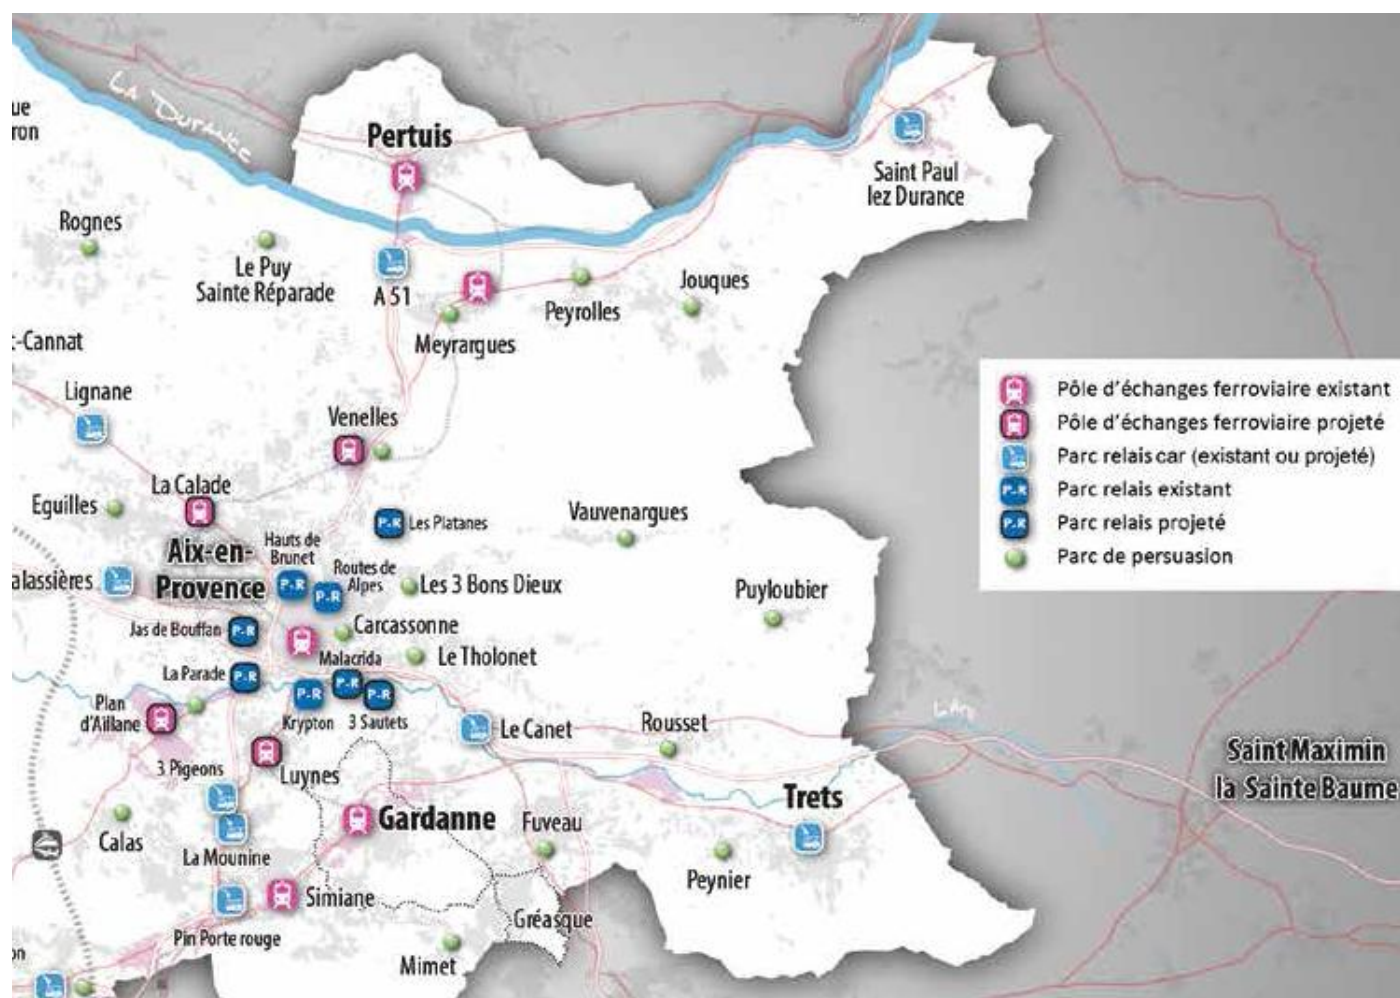 LA DURANCE
ue
ron
Pertuis
Saint Paul
lez Durance
Rognes
Le Puy
Sainte Réparade
A 51
Jouques
Peyrolles
Meyrargues
t-Cannat
Lignane
Venelles
La Calade
Eguilles
Les Platanes
Vauvenargues
Hauts de
Brunet
Aix-en-
Provence
Routes de
Alpes
alassières
Les 3 Bons Dieux
Puyloubier
Jas de Bouffan
Carcassonne
Malacrida
Le Tholonet
La Parade
Plan
d'Aillane
Krypton
3 Sautets
Le Canet
Rousset
L'Arc
3 Pigeons
Luynes
Saint Maximin
la Sainte Baume
Trets
Gardanne
Fuveau
Calas
La Mounine
Peynier
Simiane
Gréasque
Pin Porte rouge
on
Mimet
Pôle d'échanges ferroviaire existant
Pôle d'échanges ferroviaire projeté
Parc relais car (existant ou projeté)
P-R Parc relais existant
P-R Parc relais projeté
Parc de persuasion
P-R
P-R
P-R
P-R
P-R
P-R
P-R
P-R